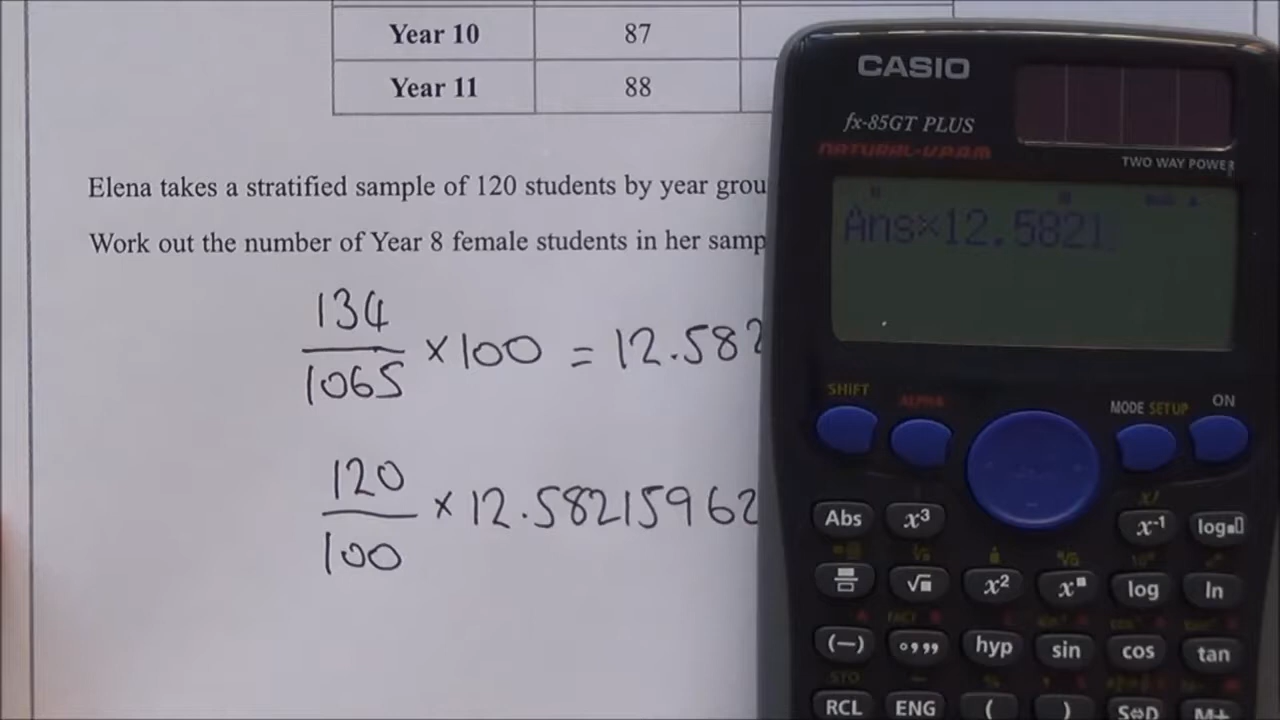 Year 10 87
Year 11 88
Elena takes a stratified sample of 120 students by year grou
Work out the number of Year 8 female students in her samp
134
1065
× 100 = 12.582
120
100
× 12.58215962
CASIO
fx-85GT PLUS
NATURAL-V.P.A.M.
TWO WAY POWER
Ans×12.5821
SHIFT ALPHA MODE SETUP ON
Abs x³ x⁻¹ log
x² log ln
(−) hyp sin cos tan
STO
RCL ENG ( ) S⇔D M+